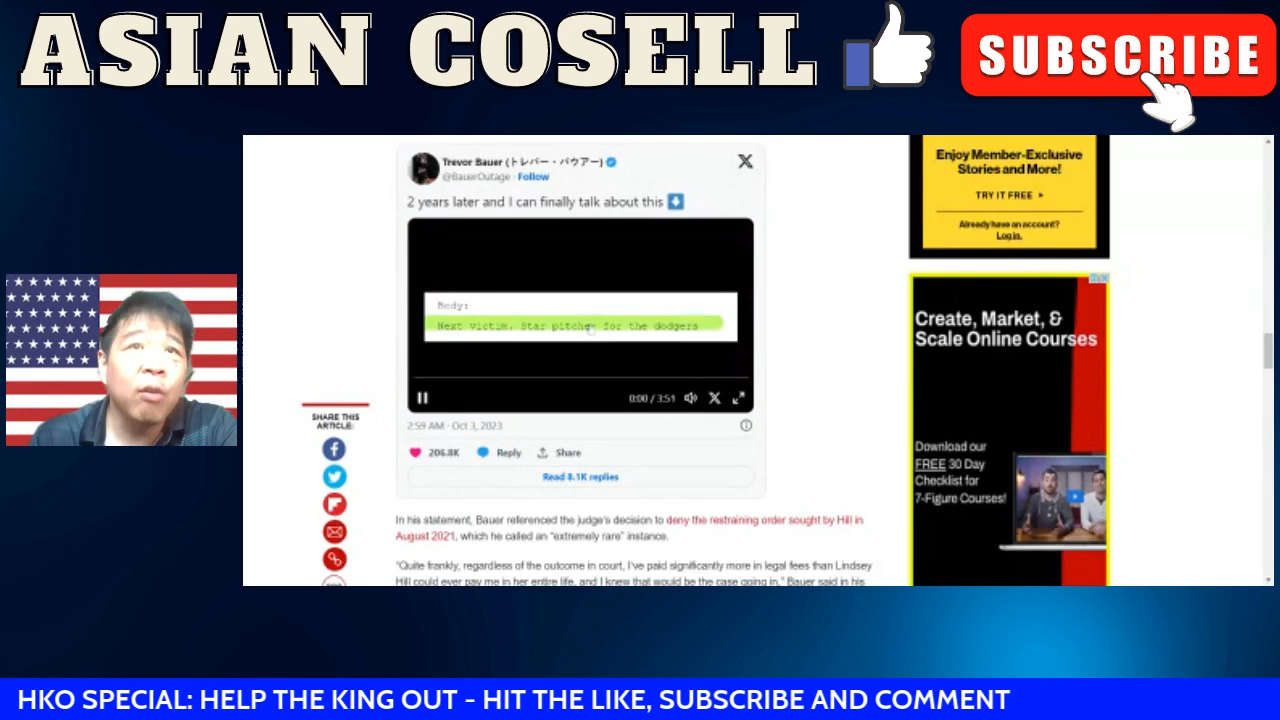 ASIAN COSELL
SUBSCRIBE
Trevor Bauer (トレバー・バウアー)
@BauerOutage · Follow
X
2 years later and I can finally talk about this
Body:
Next victim. Star pitcher for the dodgers
0:00 / 3:51
X
2:59 AM · Oct 3, 2023
206.8K Reply Share
Read 8.1K replies
SHARE THIS
ARTICLE:
In his statement, Bauer referenced the judge's decision to deny the restraining order sought by Hill in
August 2021, which he called an "extremely rare" instance.
"Quite frankly, regardless of the outcome in court, I've paid significantly more in legal fees than Lindsey
Hill could ever pay me in her entire life, and I knew that would be the case going in," Bauer said in his
Enjoy Member-Exclusive
Stories and More!
TRY IT FREE
Already have an account?
Log in.
Create, Market, &
Scale Online Courses
Download our
FREE 30 Day
Checklist for
7-Figure Courses!
HKO SPECIAL: HELP THE KING OUT - HIT THE LIKE, SUBSCRIBE AND COMMENT